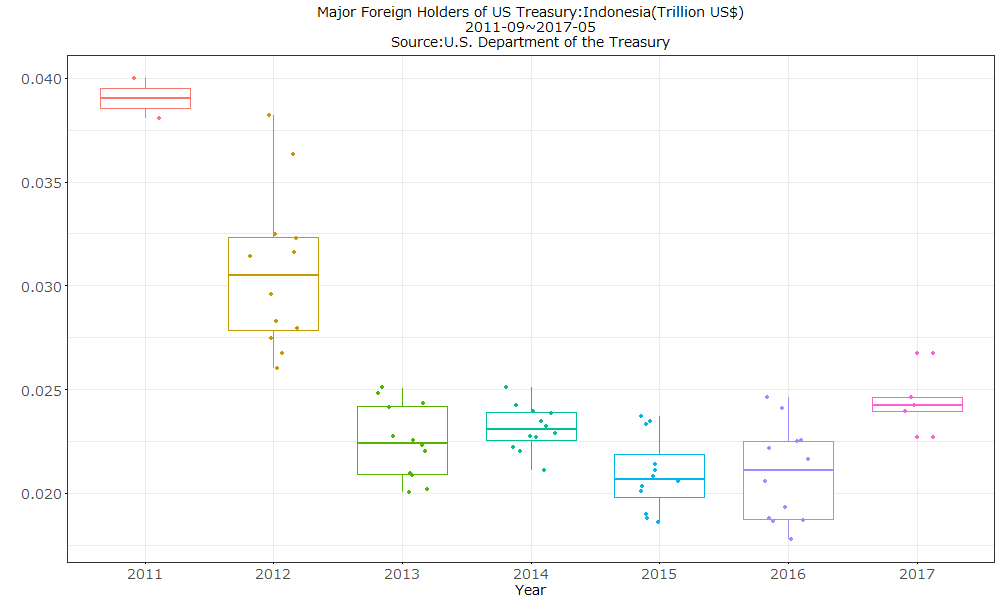 Major Foreign Holders of US Treasury:Indonesia(Trillion US$)
2011-09~2017-05
Source:U.S. Department of the Treasury
0.040
0.035
0.030
0.025
0.020
2011 2012 2013 2014 2015 2016 2017
Year